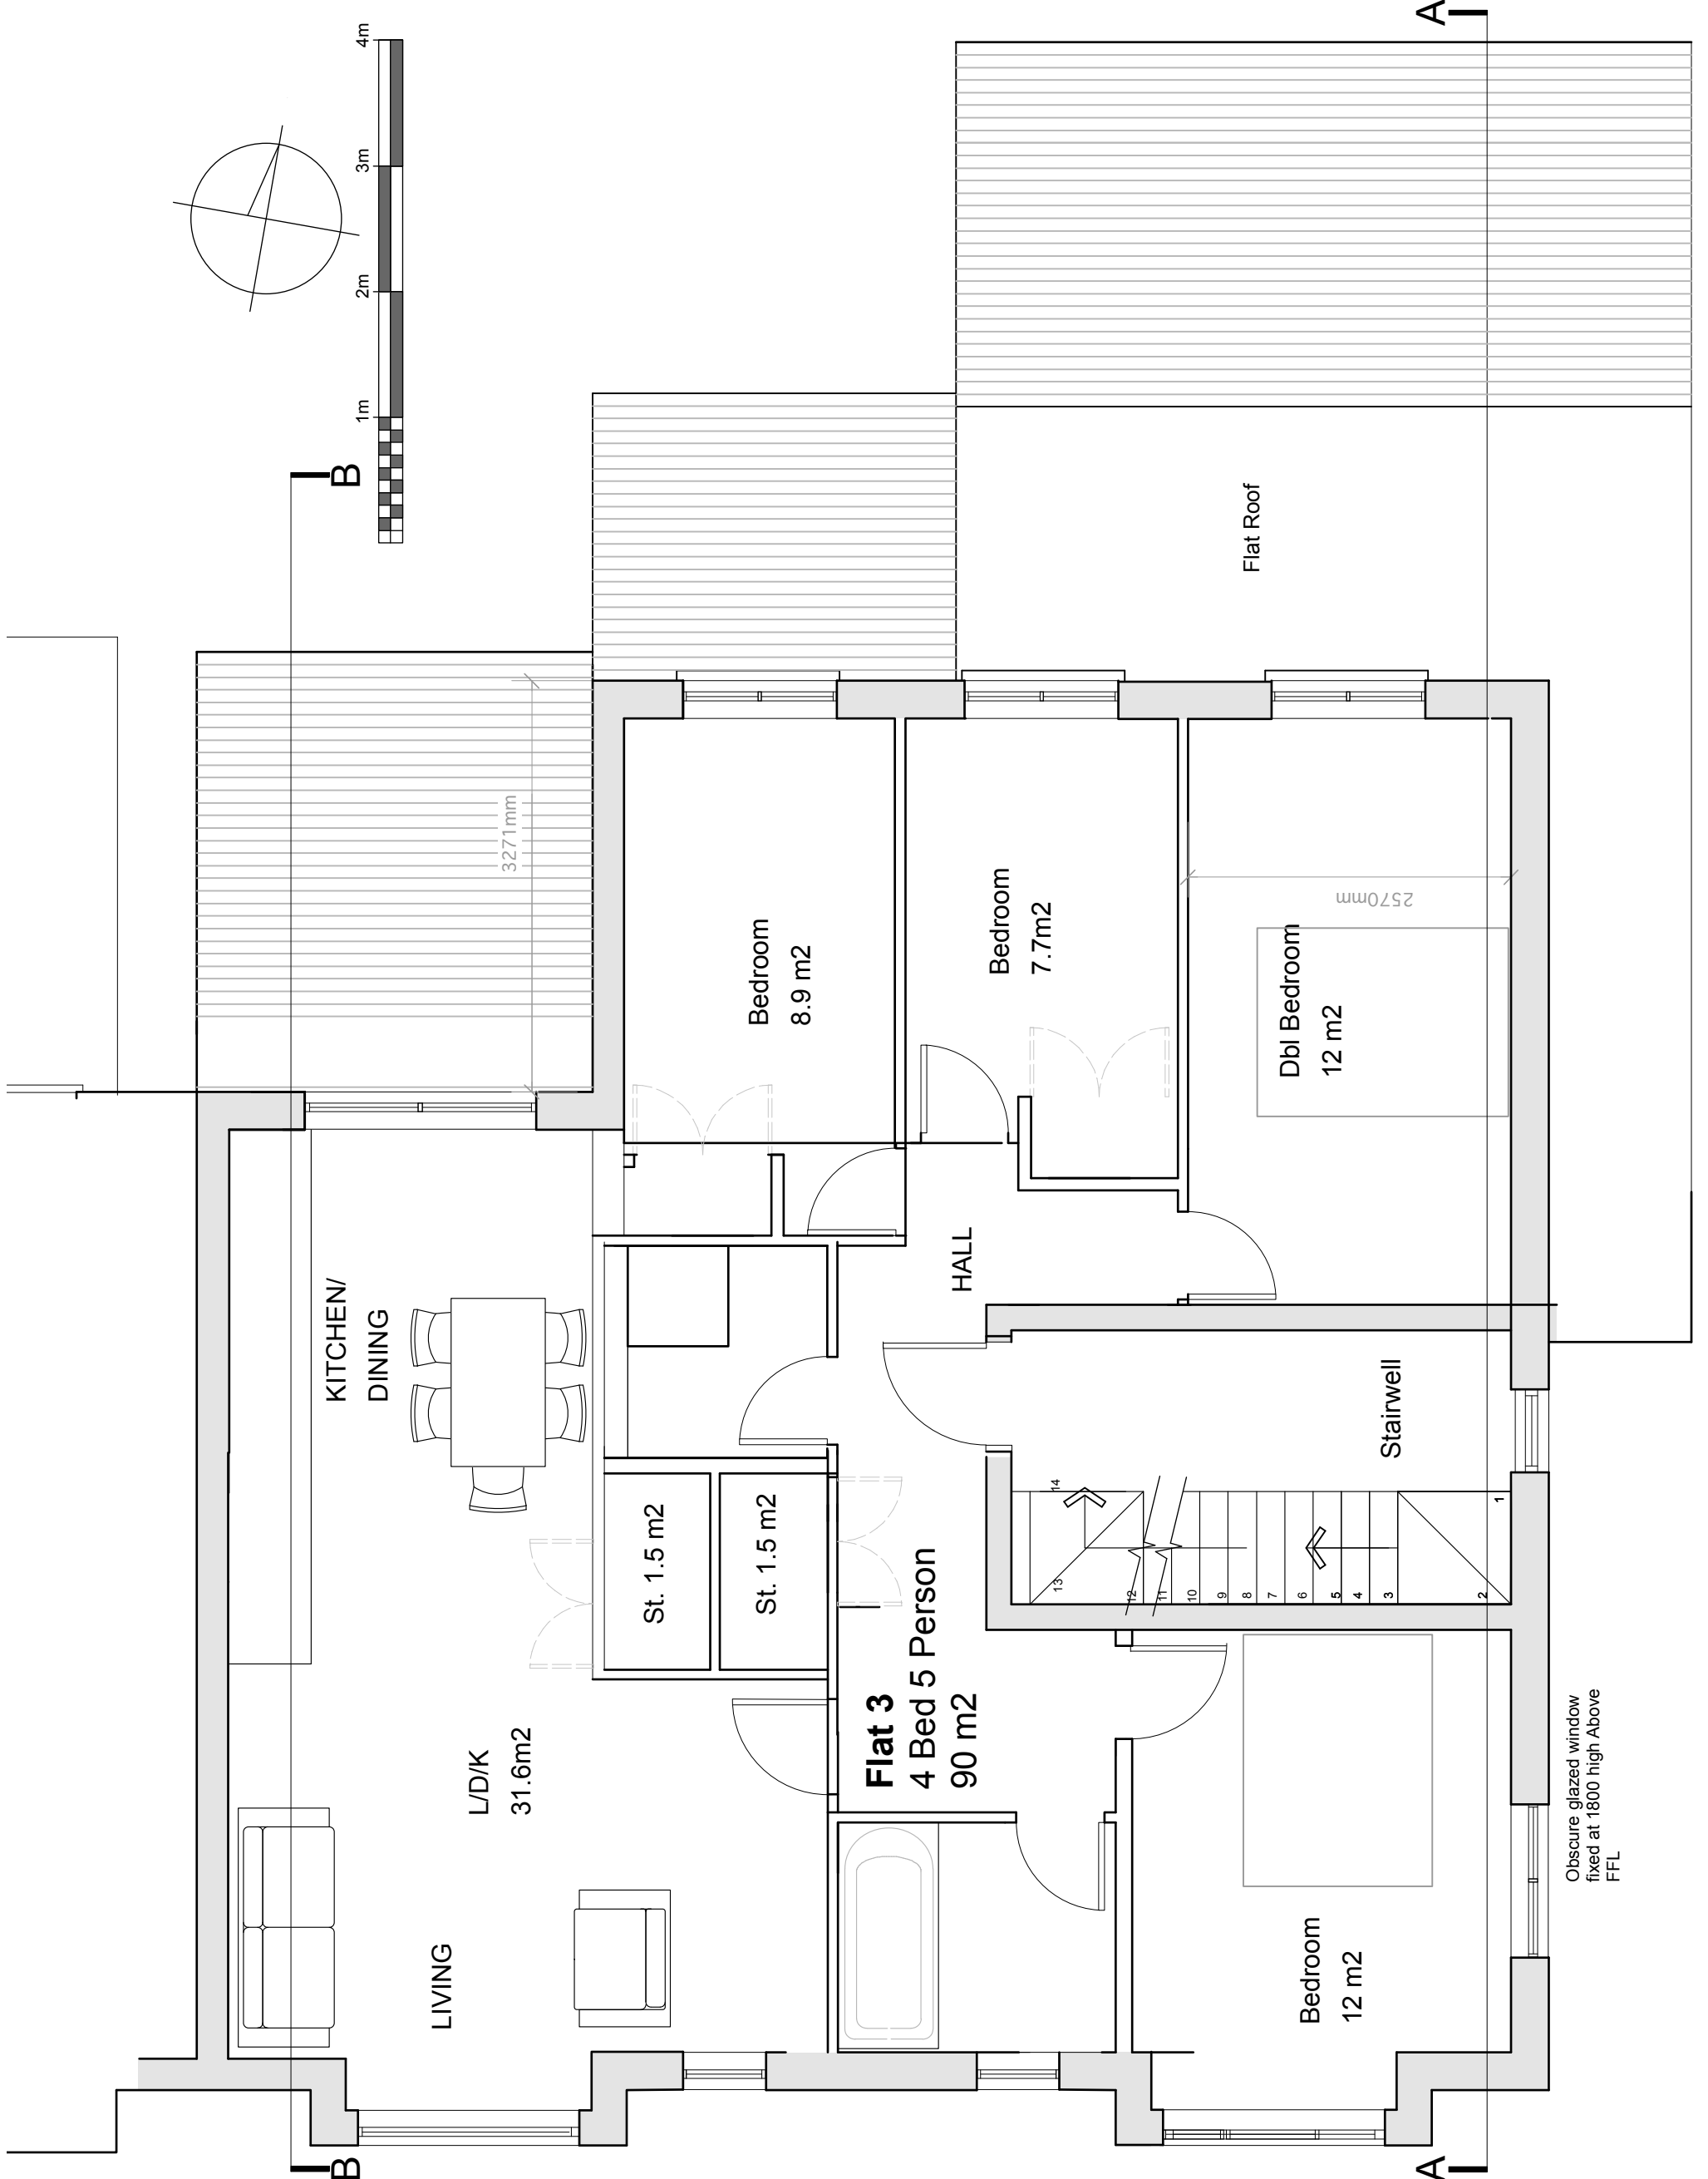 A
4m
3m
2m
1m
B
Flat Roof
3271mm
2570mm
Bedroom
8.9 m2
Bedroom
7.7m2
Dbl Bedroom
12 m2
KITCHEN/
DINING
HALL
Stairwell
St. 1.5 m2
St. 1.5 m2
14
13
12
11
10
9
8
7
6
5
4
3
2
1
Flat 3
4 Bed 5 Person
90 m2
L/D/K
31.6m2
LIVING
Bedroom
12 m2
Obscure glazed window
fixed at 1800 high Above
FFL
B
A